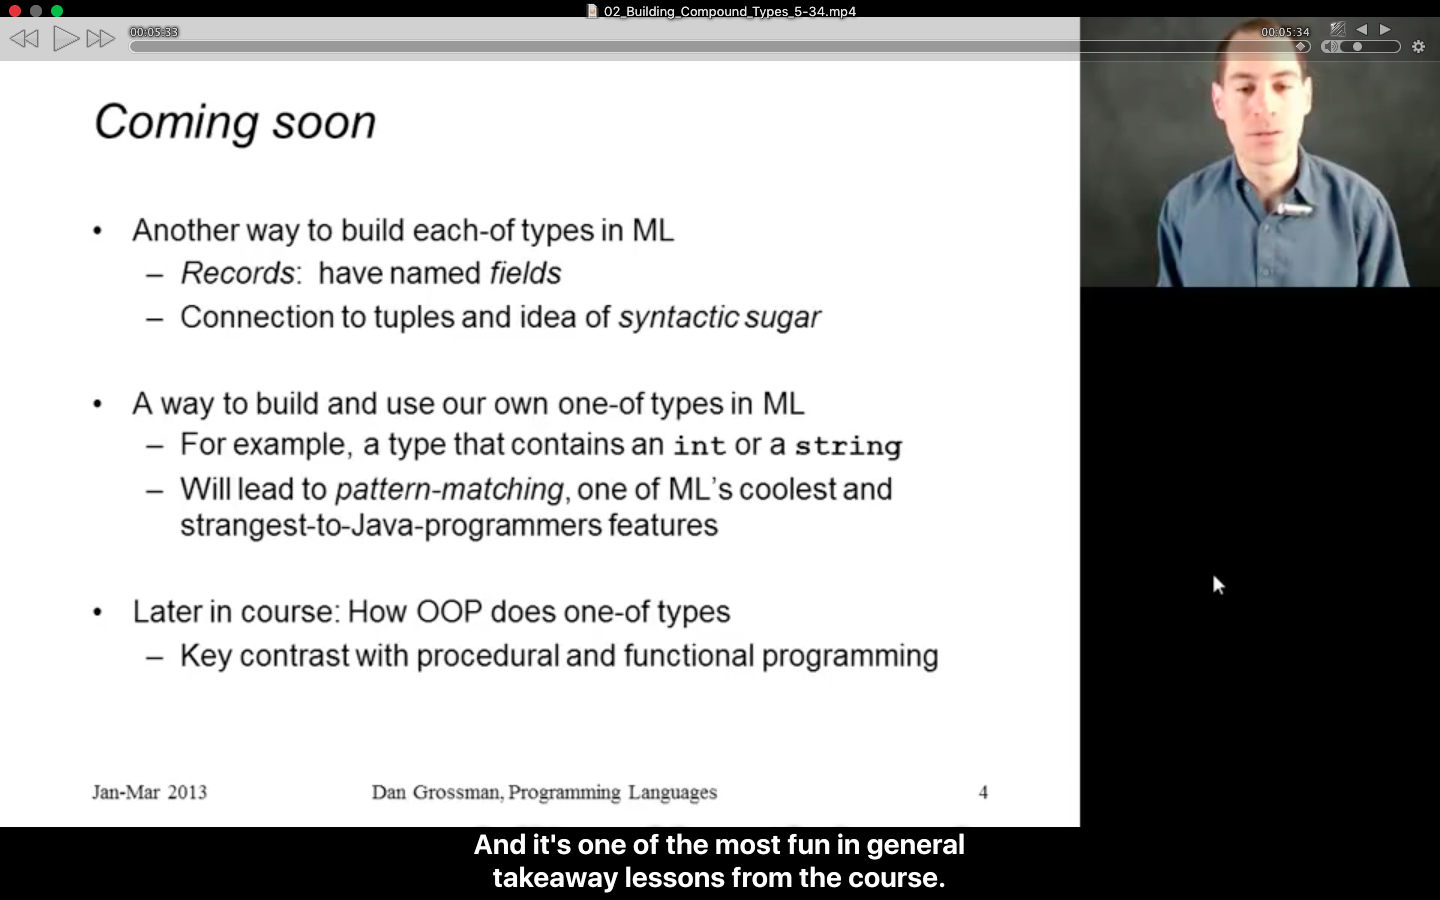 02_Building_Compound_Types_5-34.mp4
00:05:33
00:05:34
Coming soon
• Another way to build each-of types in ML
– Records: have named fields
– Connection to tuples and idea of syntactic sugar
• A way to build and use our own one-of types in ML
– For example, a type that contains an int or a string
– Will lead to pattern-matching, one of ML's coolest and
strangest-to-Java-programmers features
• Later in course: How OOP does one-of types
– Key contrast with procedural and functional programming
Jan-Mar 2013
Dan Grossman, Programming Languages
4
And it's one of the most fun in general
takeaway lessons from the course.